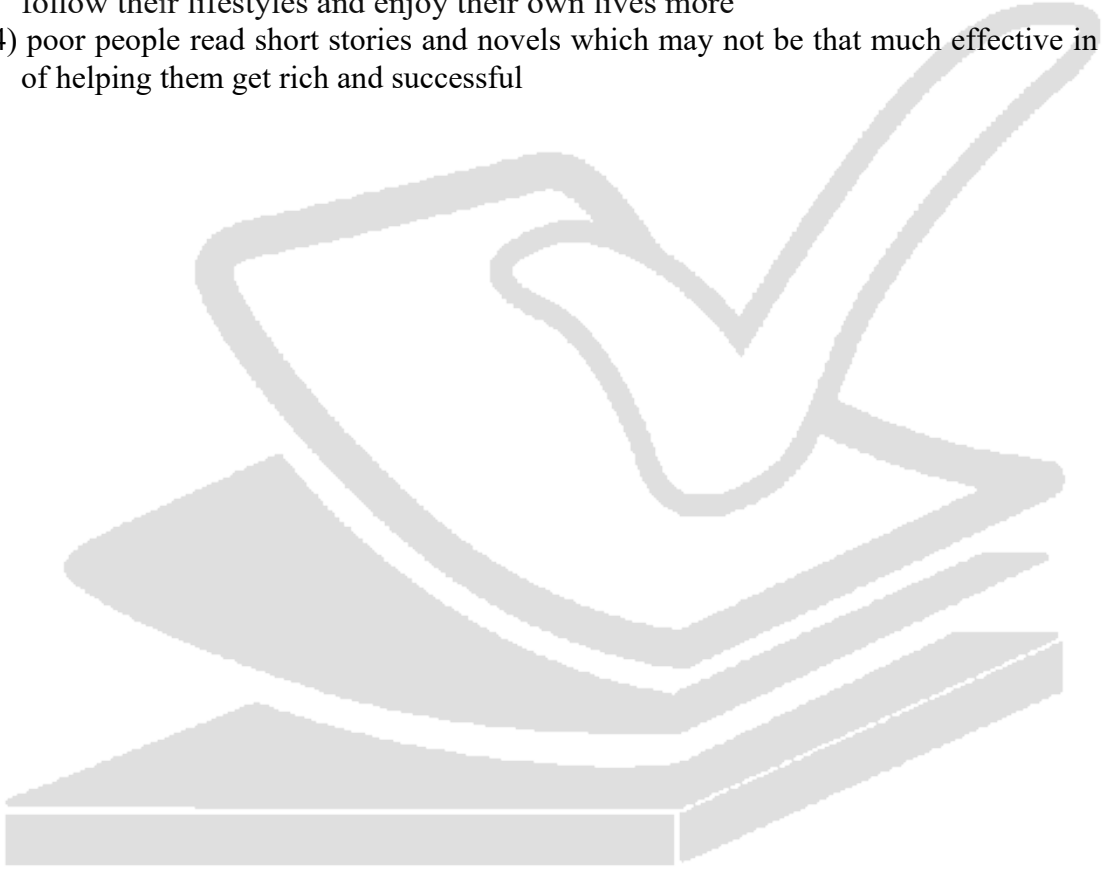 follow their lifestyles and enjoy their own lives more
4) poor people read short stories and novels which may not be that much effective in
of helping them get rich and successful